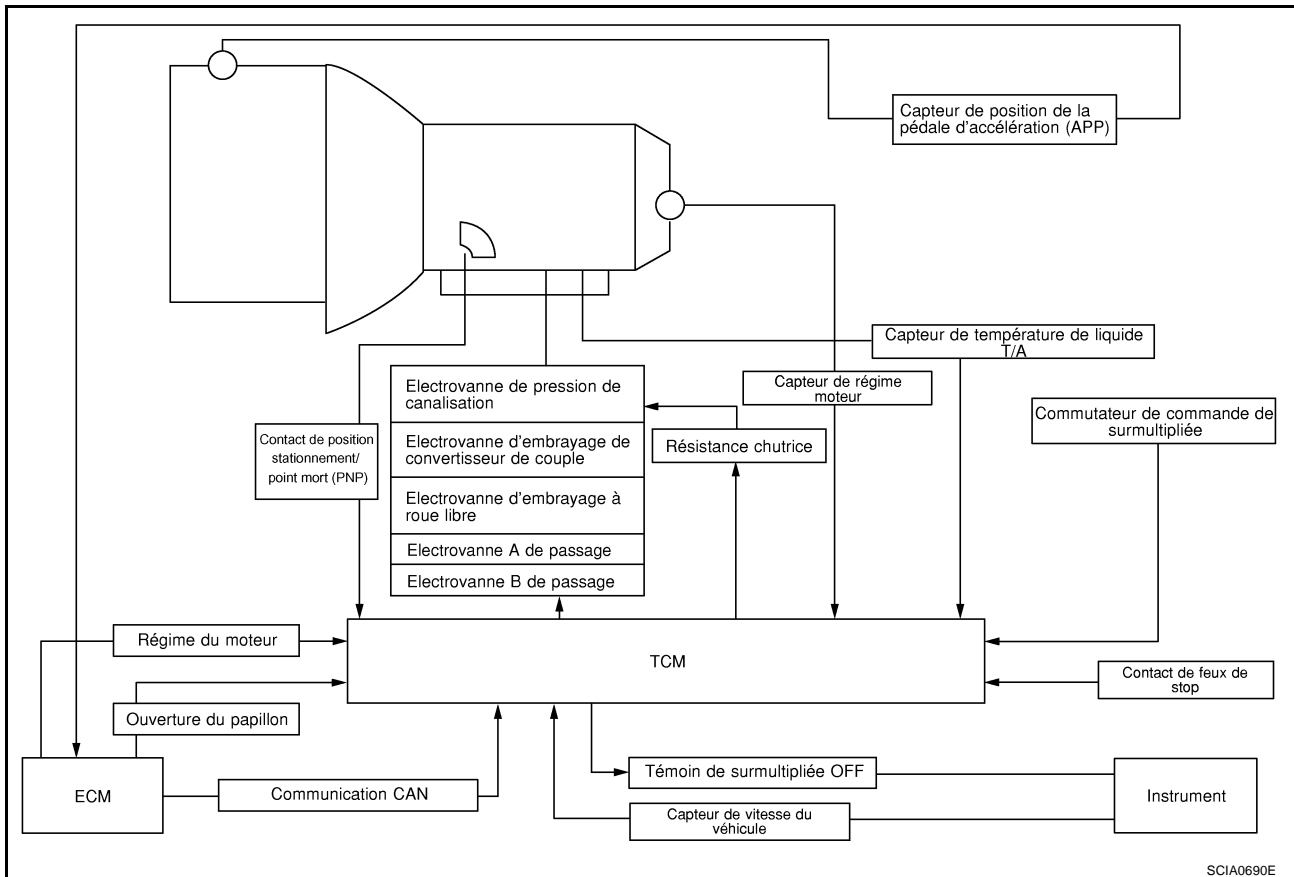 Capteur de position de la
pédale d'accélération (APP)
Capteur de température de liquide
T/A
Electrovanne de pression de
canalisation
Capteur de régime
moteur
Commutateur de commande de
surmultipliée
Contact de position
stationnement/
point mort (PNP)
Electrovanne d'embrayage de
convertisseur de couple
Résistance chutrice
Electrovanne d'embrayage à
roue libre
Electrovanne A de passage
Electrovanne B de passage
Régime du moteur
TCM
Contact de feux de
stop
Ouverture du papillon
ECM
Communication CAN
Témoin de surmultipliée OFF
Capteur de vitesse du
véhicule
Instrument
SCIA0690E